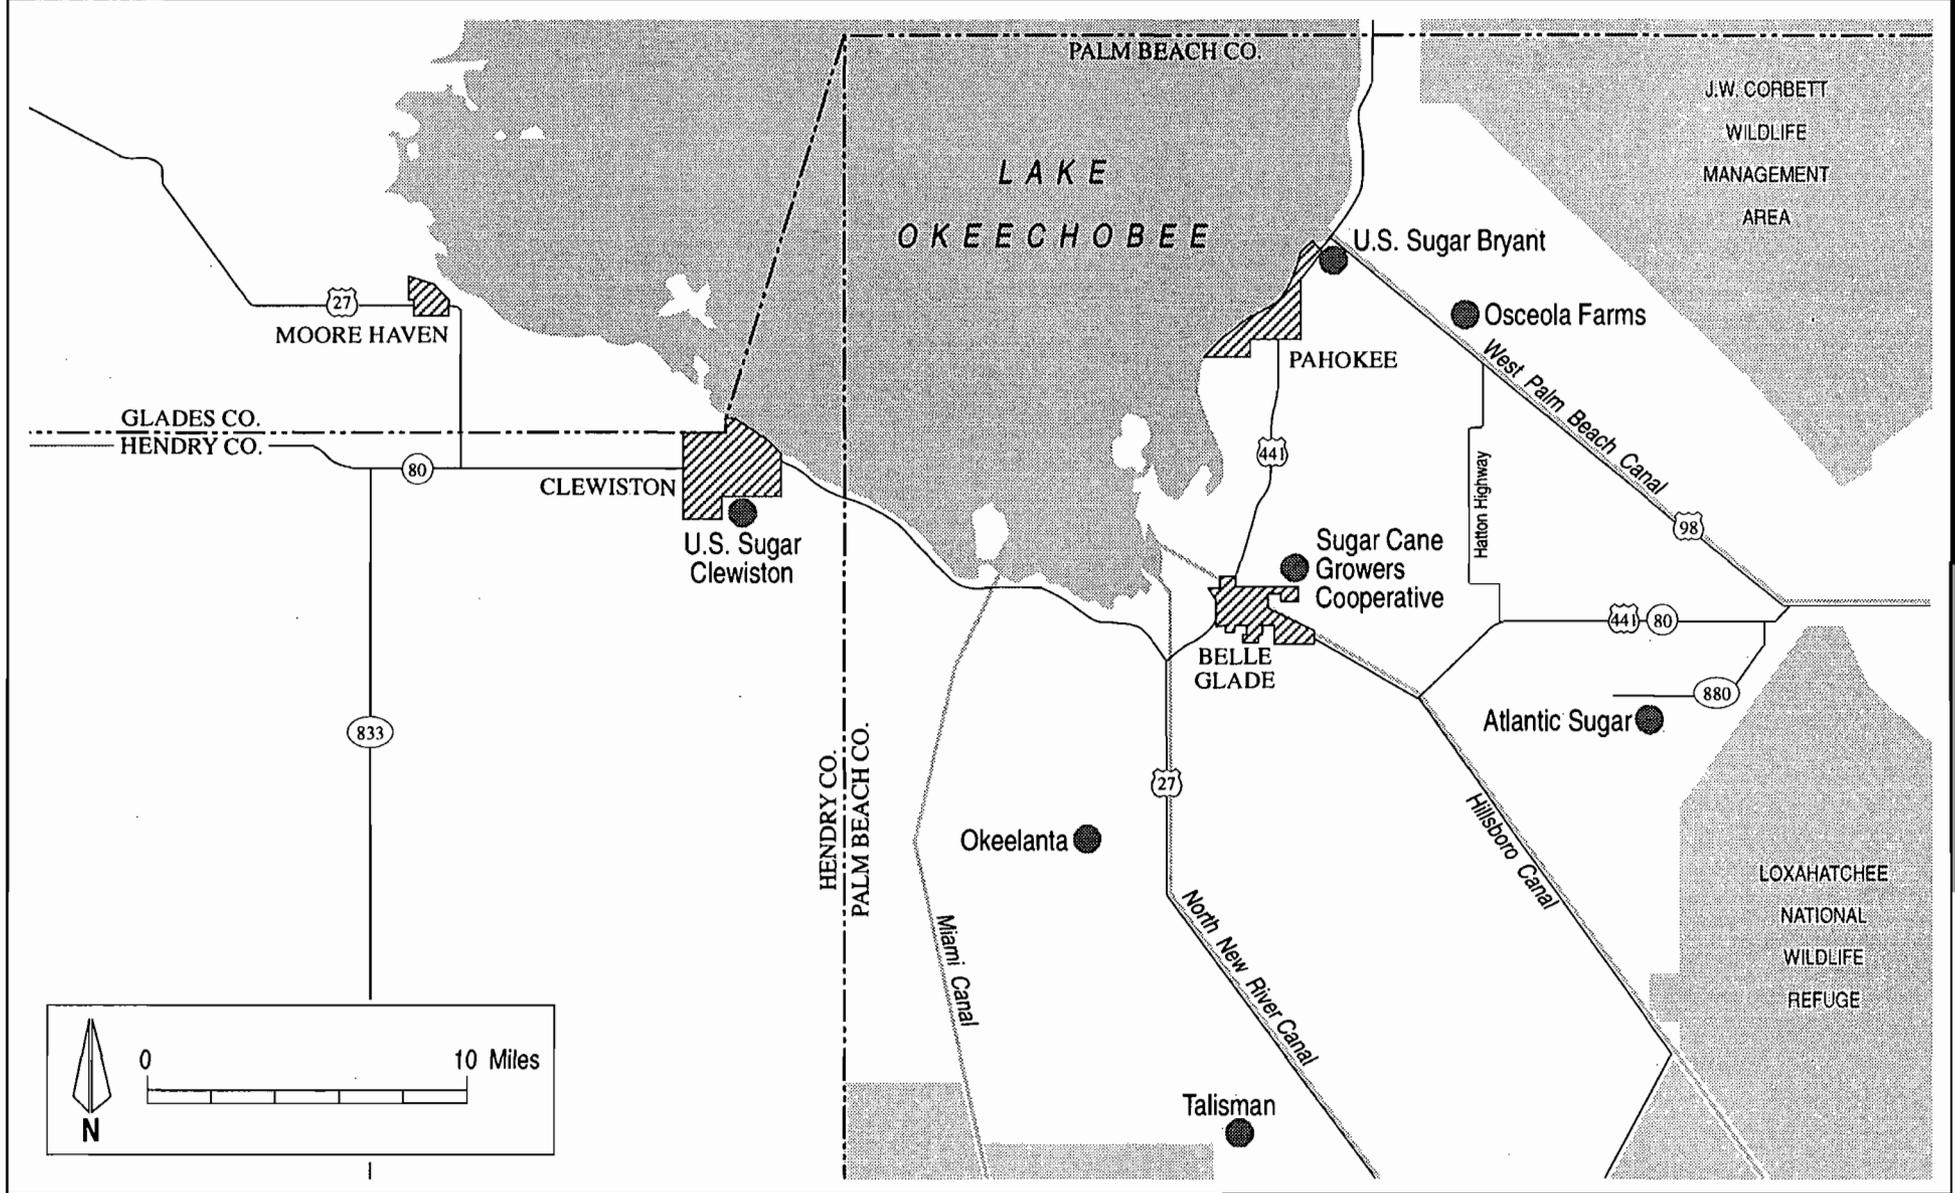 PALM BEACH CO.
J.W. CORBETT
WILDLIFE
MANAGEMENT
AREA
LAKE
OKEECHOBEE
U.S. Sugar Bryant
27
MOORE HAVEN
Osceola Farms
PAHOKEE
West Palm Beach Canal
GLADES CO.
HENDRY CO.
80
CLEWISTON
441
Hatton Highway
98
U.S. Sugar
Clewiston
Sugar Cane
Growers
Cooperative
441 80
BELLE
GLADE
880
Atlantic Sugar
833
HENDRY CO.
PALM BEACH CO.
27
Okeelanta
Hillsboro Canal
LOXAHATCHEE
NATIONAL
WILDLIFE
REFUGE
Miami Canal
North New River Canal
0 10 Miles
N
Talisman